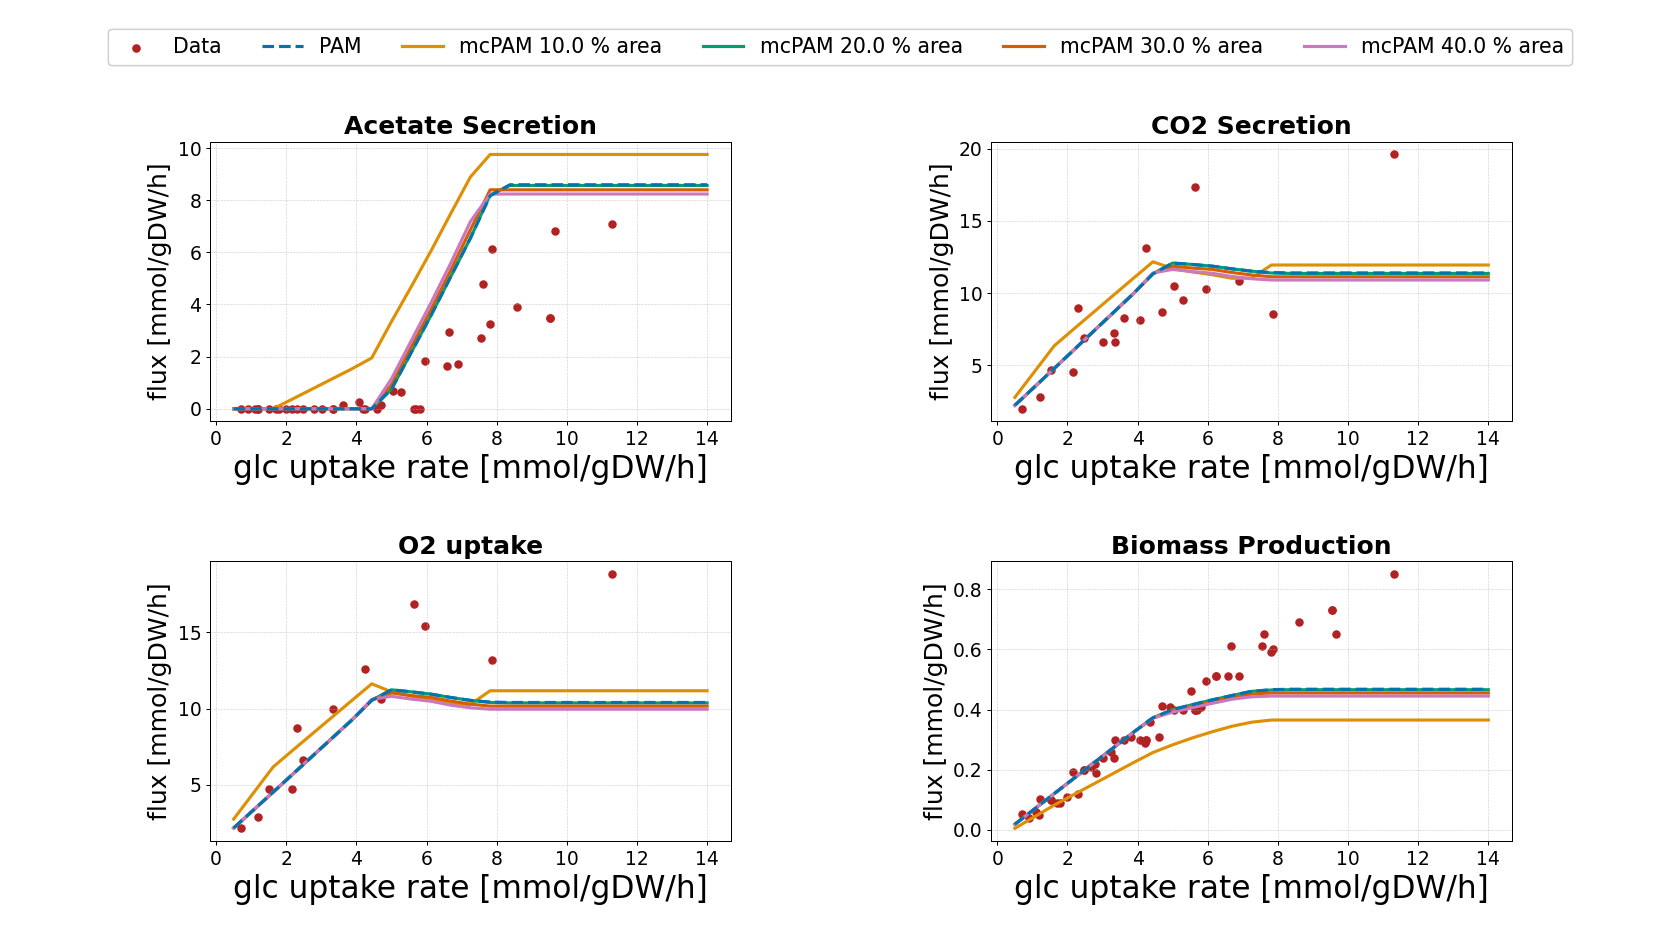 Data PAM mcPAM 10.0 % area mcPAM 20.0 % area mcPAM 30.0 % area mcPAM 40.0 % area
Acetate Secretion
flux [mmol/gDW/h]
10
8
6
4
2
0
0 2 4 6 8 10 12 14
glc uptake rate [mmol/gDW/h]
CO2 Secretion
flux [mmol/gDW/h]
20
15
10
5
0 2 4 6 8 10 12 14
glc uptake rate [mmol/gDW/h]
O2 uptake
flux [mmol/gDW/h]
15
10
5
0 2 4 6 8 10 12 14
glc uptake rate [mmol/gDW/h]
Biomass Production
flux [mmol/gDW/h]
0.8
0.6
0.4
0.2
0.0
0 2 4 6 8 10 12 14
glc uptake rate [mmol/gDW/h]